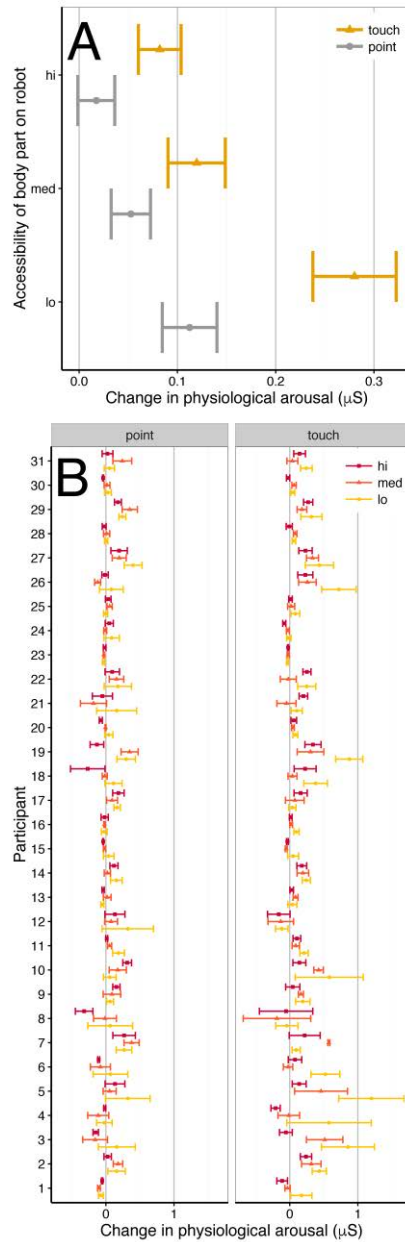 A
touch
point
hi
med
lo
Accessibility of body part on robot
0.0 0.1 0.2 0.3
Change in physiological arousal (μS)
point touch
B
hi
med
lo
31
30
29
28
27
26
25
24
23
22
21
20
19
18
17
16
15
14
13
12
11
10
9
8
7
6
5
4
3
2
1
Participant
0 1 0 1
Change in physiological arousal (μS)